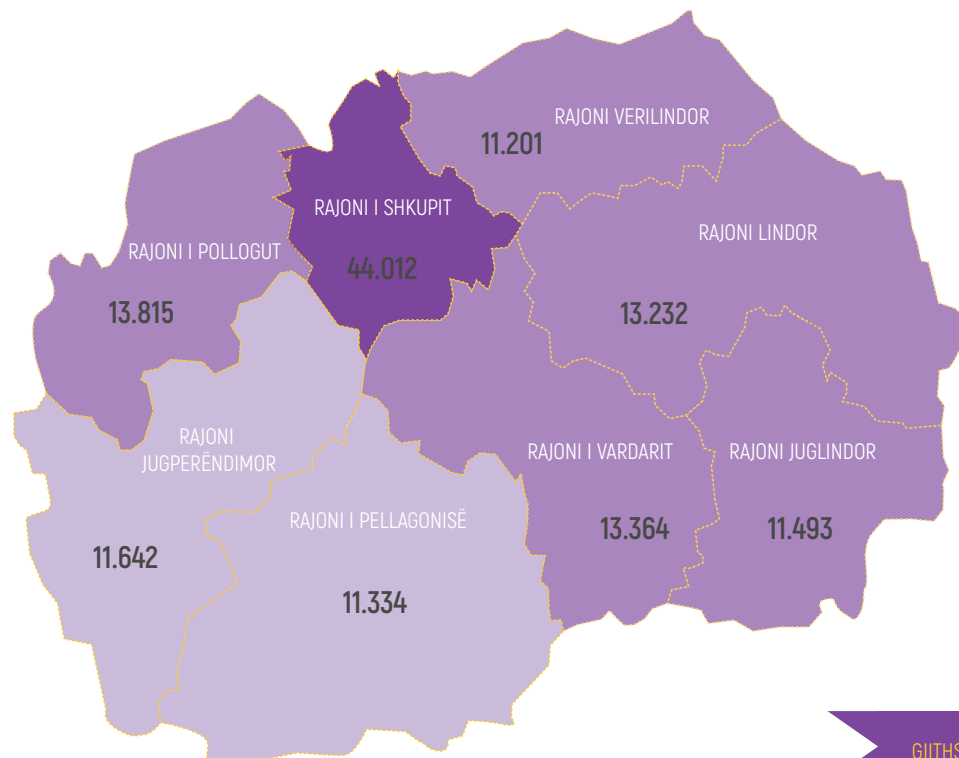 RAJONI VERILINDOR
11.201
RAJONI I SHKUPIT
44.012
RAJONI LINDOR
13.232
RAJONI I POLLOGUT
13.815
RAJONI
JUGPERËNDIMOR
11.642
RAJONI I PELLAGONISË
11.334
RAJONI I VARDARIT
13.364
RAJONI JUGLINDOR
11.493